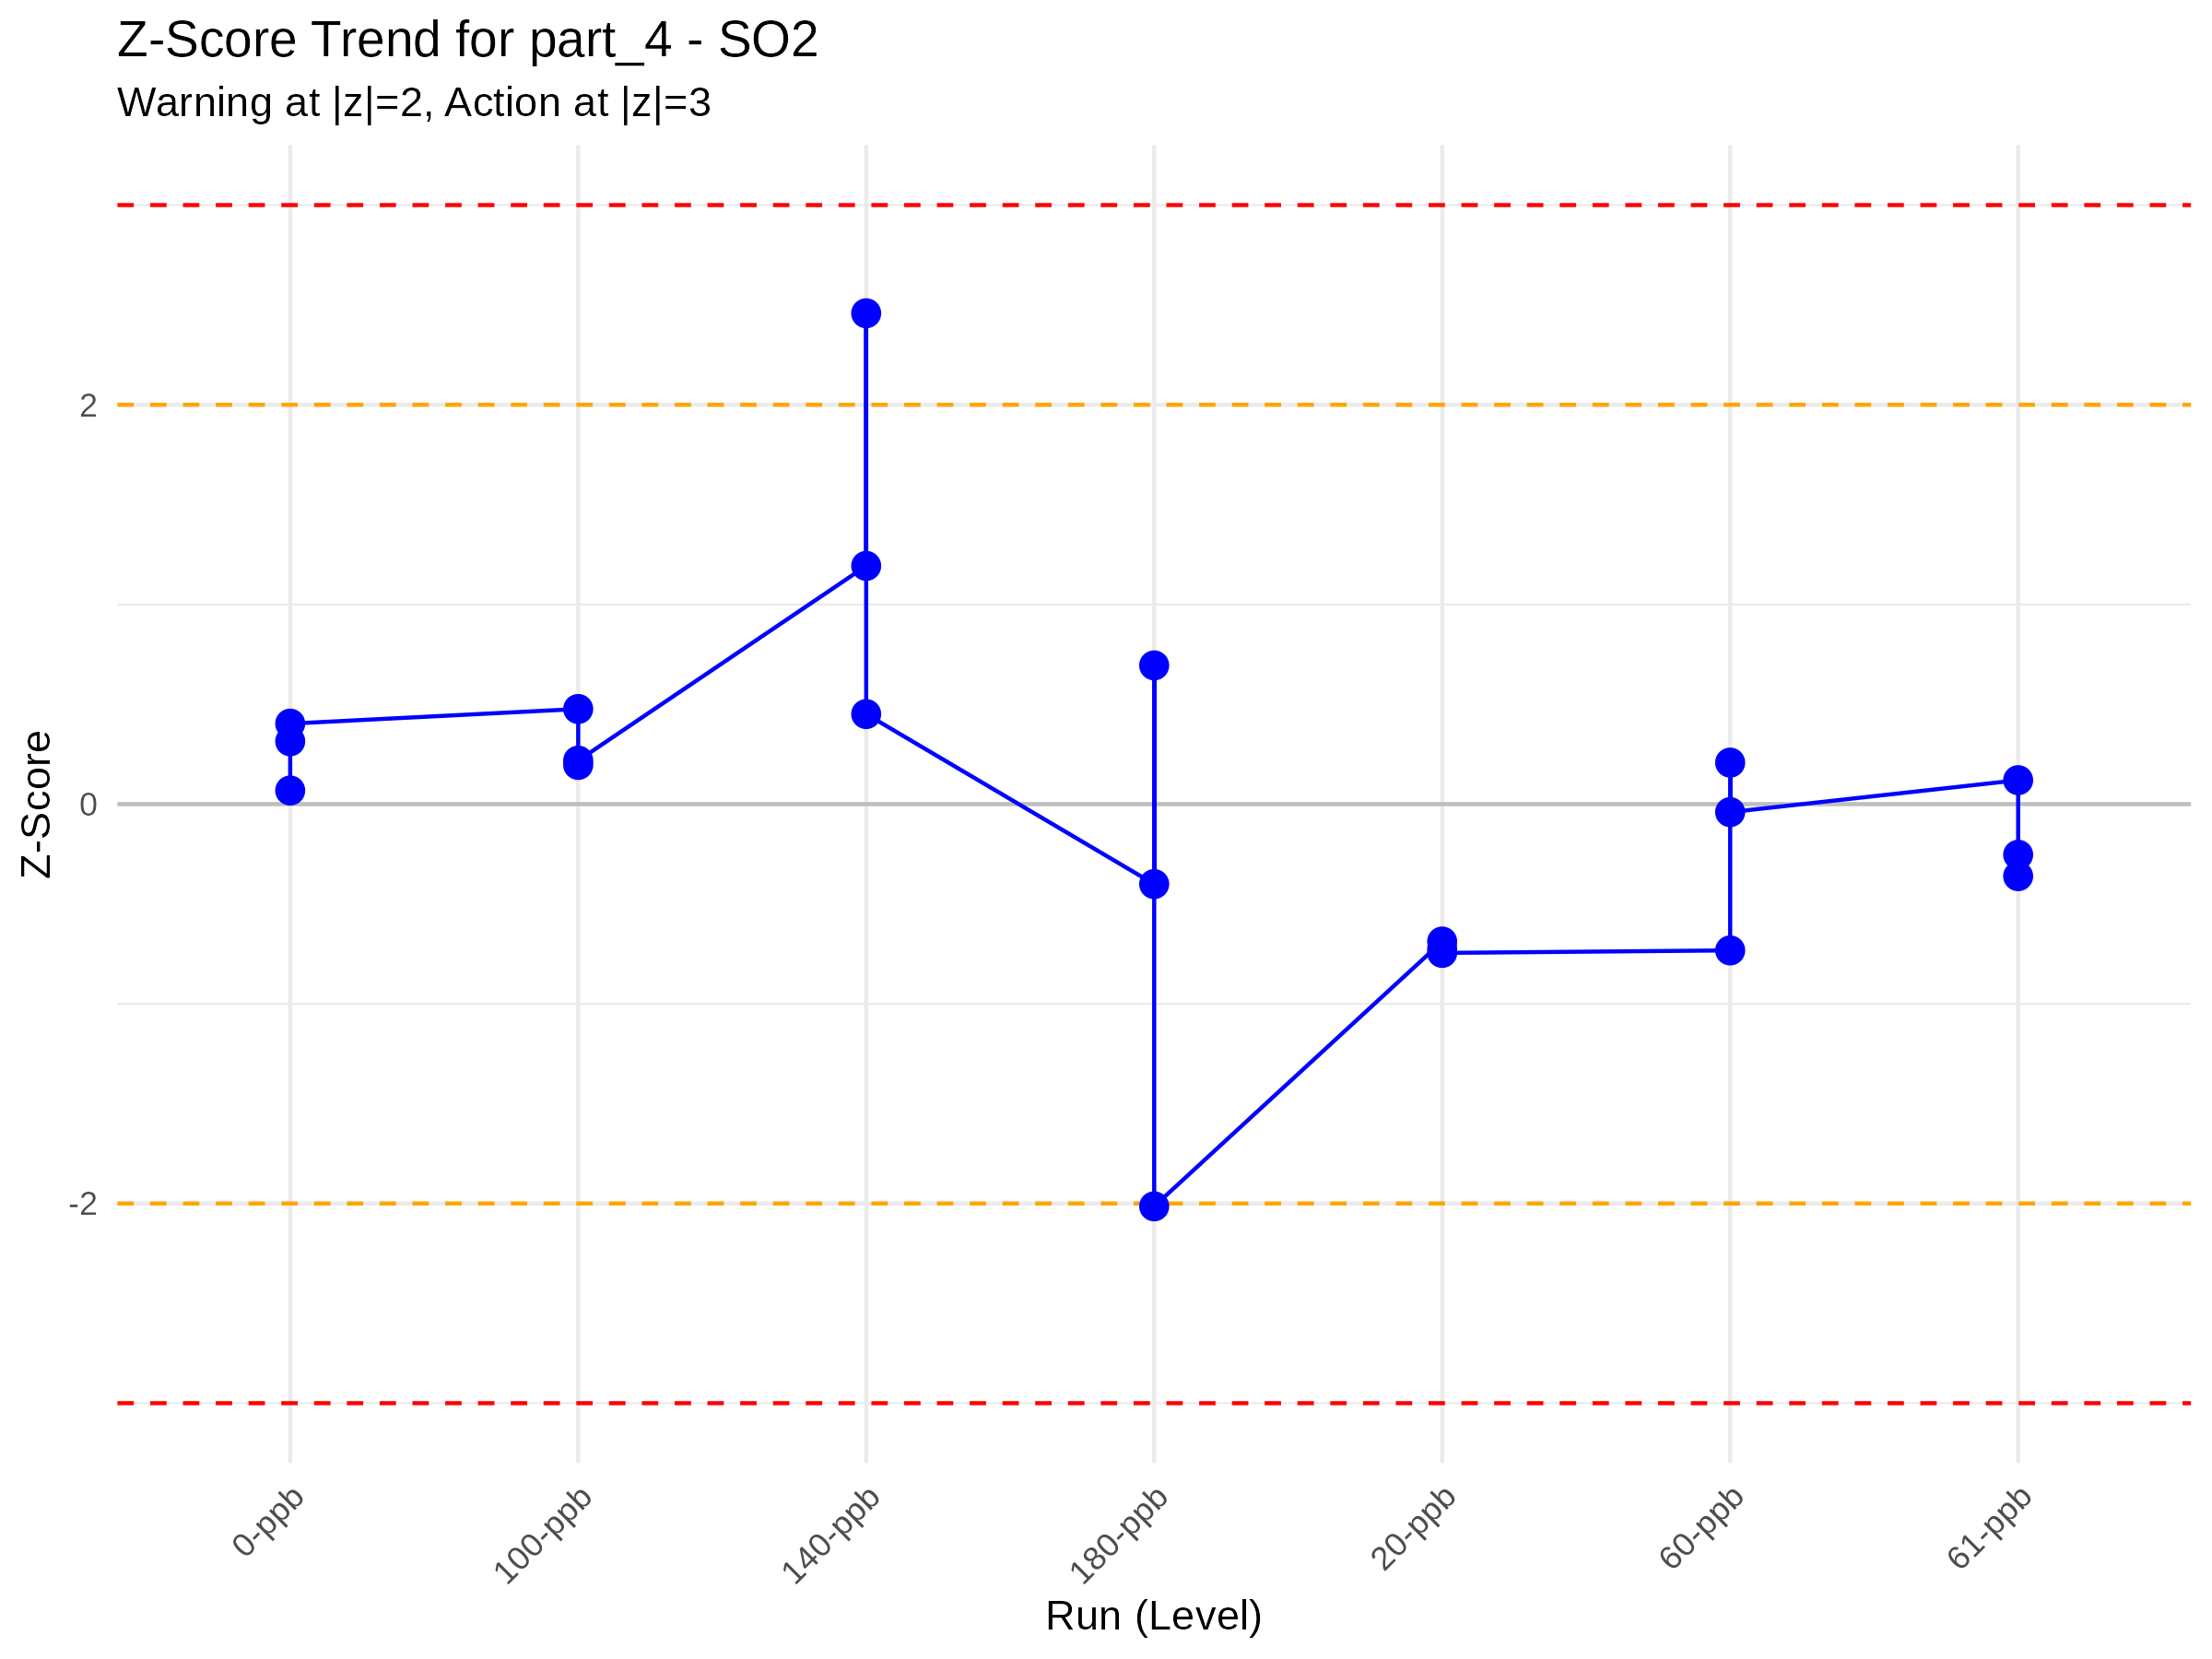 Z-Score Trend for part_4 - SO2
Warning at |z|=2, Action at |z|=3
Z-Score
2
0
-2
0-ppb
100-ppb
140-ppb
180-ppb
20-ppb
60-ppb
61-ppb
Run (Level)